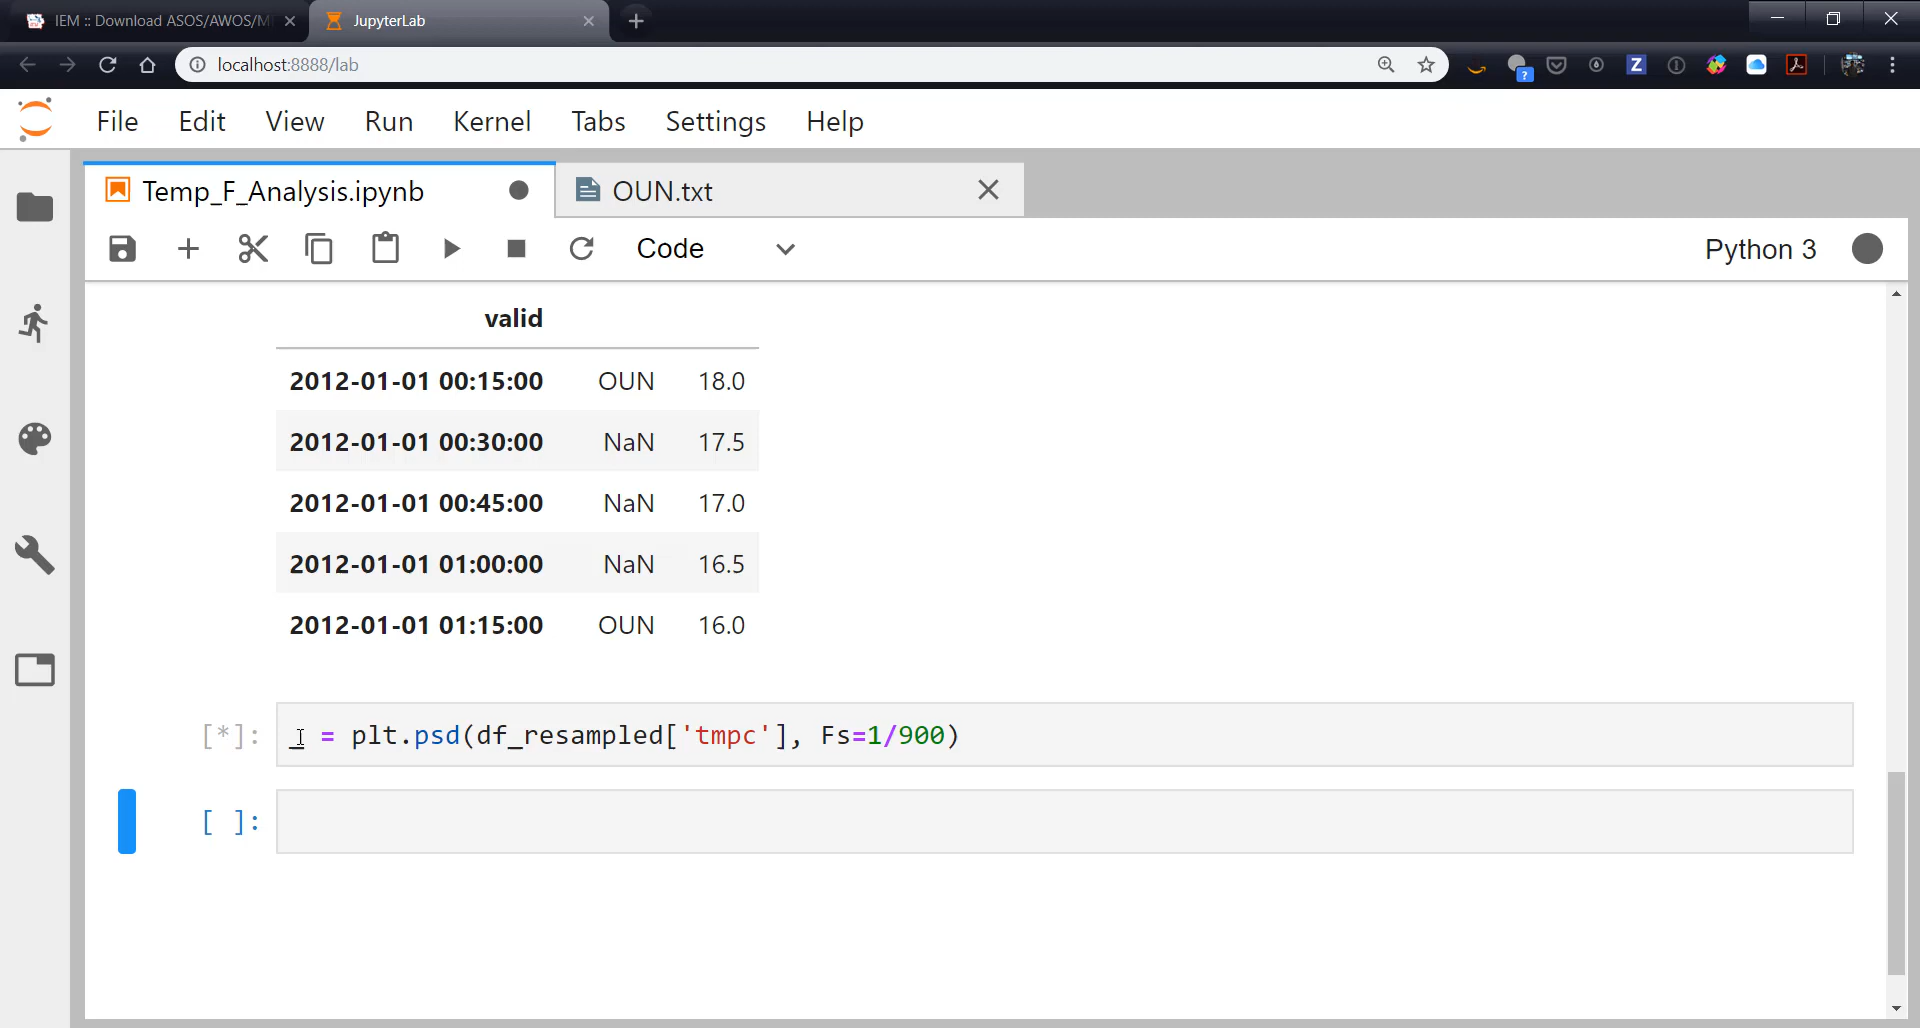 IEM :: Download ASOS/AWOS/M
JupyterLab
localhost:8888/lab
File Edit View Run Kernel Tabs Settings Help
Temp_F_Analysis.ipynb
OUN.txt
Code
Python 3
valid
2012-01-01 00:15:00 OUN 18.0
2012-01-01 00:30:00 NaN 17.5
2012-01-01 00:45:00 NaN 17.0
2012-01-01 01:00:00 NaN 16.5
2012-01-01 01:15:00 OUN 16.0
[*]: _ = plt.psd(df_resampled['tmpc'], Fs=1/900)
[ ]: